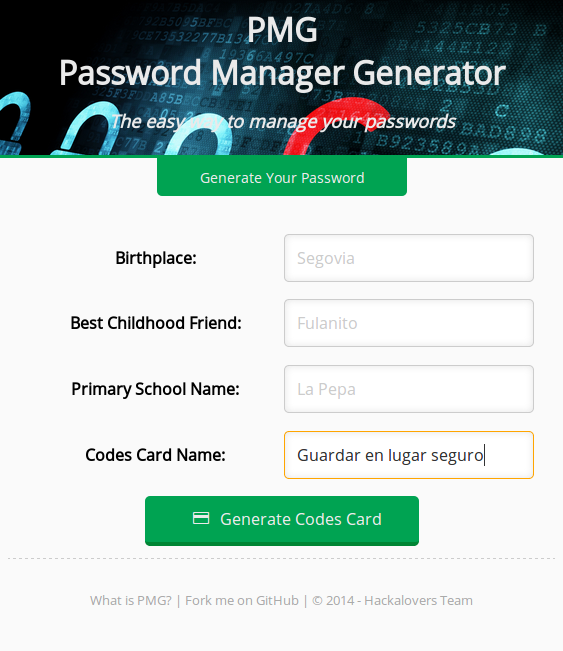 PMG
Password Manager Generator
The easy way to manage your passwords
Generate Your Password
Birthplace: Segovia
Best Childhood Friend: Fulanito
Primary School Name: La Pepa
Codes Card Name: Guardar en lugar seguro
Generate Codes Card
What is PMG? | Fork me on GitHub | © 2014 - Hackalovers Team